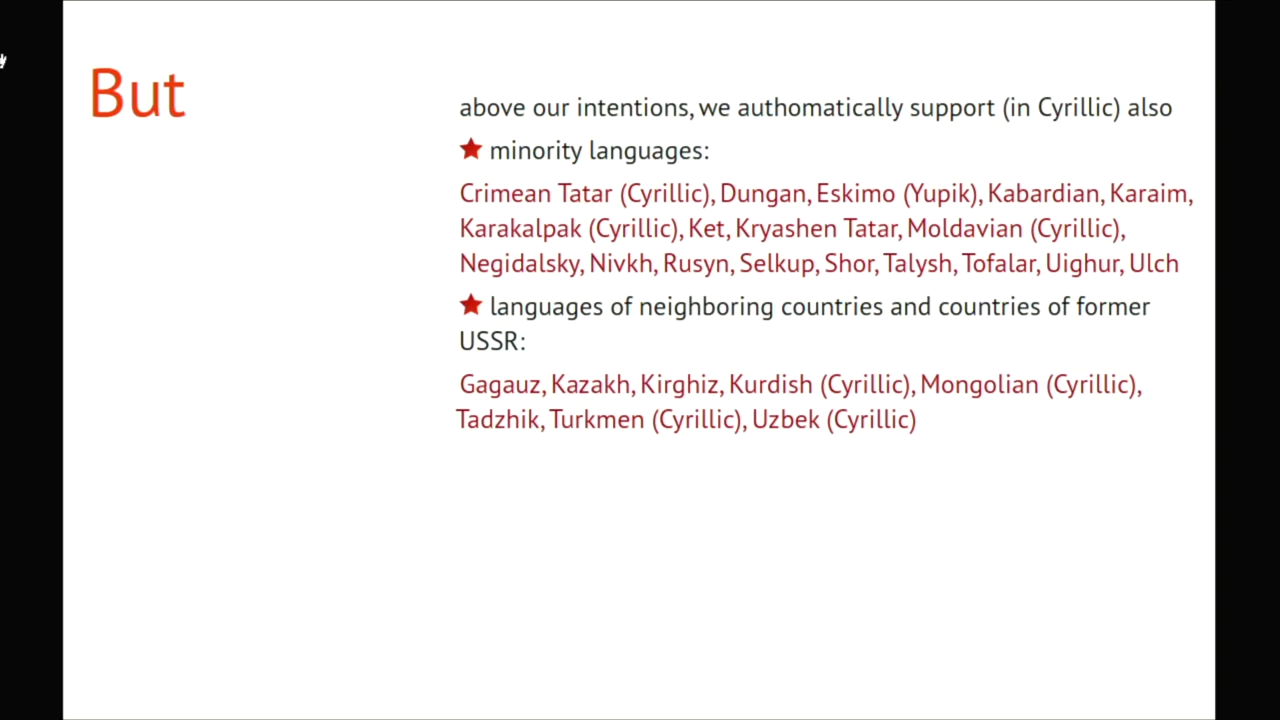 But
above our intentions, we authomatically support (in Cyrillic) also
★ minority languages:
Crimean Tatar (Cyrillic), Dungan, Eskimo (Yupik), Kabardian, Karaim,
Karakalpak (Cyrillic), Ket, Kryashen Tatar, Moldavian (Cyrillic),
Negidalsky, Nivkh, Rusyn, Selkup, Shor, Talysh, Tofalar, Uighur, Ulch
★ languages of neighboring countries and countries of former
USSR:
Gagauz, Kazakh, Kirghiz, Kurdish (Cyrillic), Mongolian (Cyrillic),
Tadzhik, Turkmen (Cyrillic), Uzbek (Cyrillic)